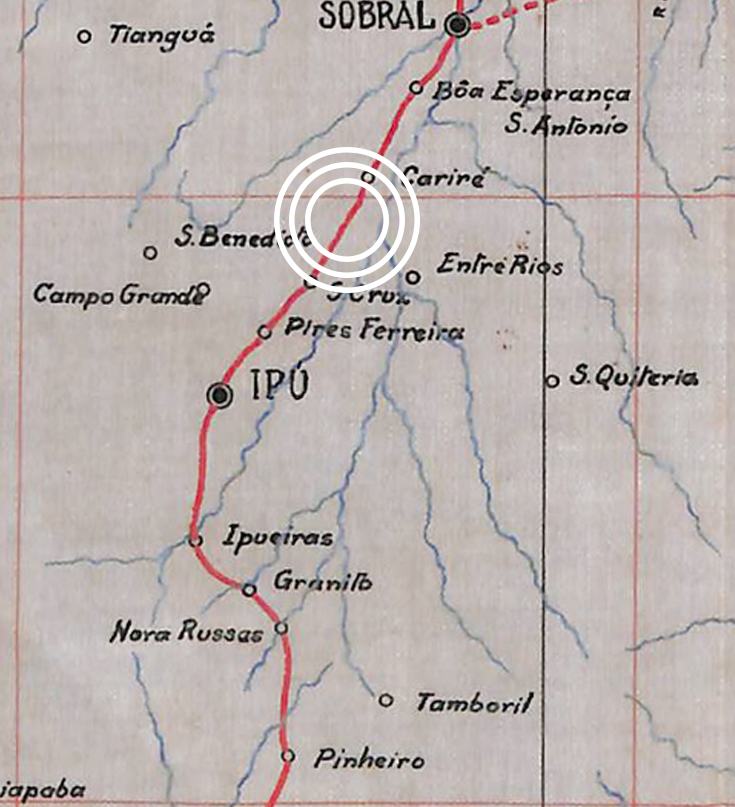 SOBRAL
Tianguá
Bôa Esperança
S. Antonio
Cariré
S. Benedicto
Entre Rios
Campo Grande
S. Cruz
Pires Ferreira
S. Quiteria
IPÚ
Ipueiras
Granito
Nova Russas
Tamboril
Pinheiro
iapaba
R